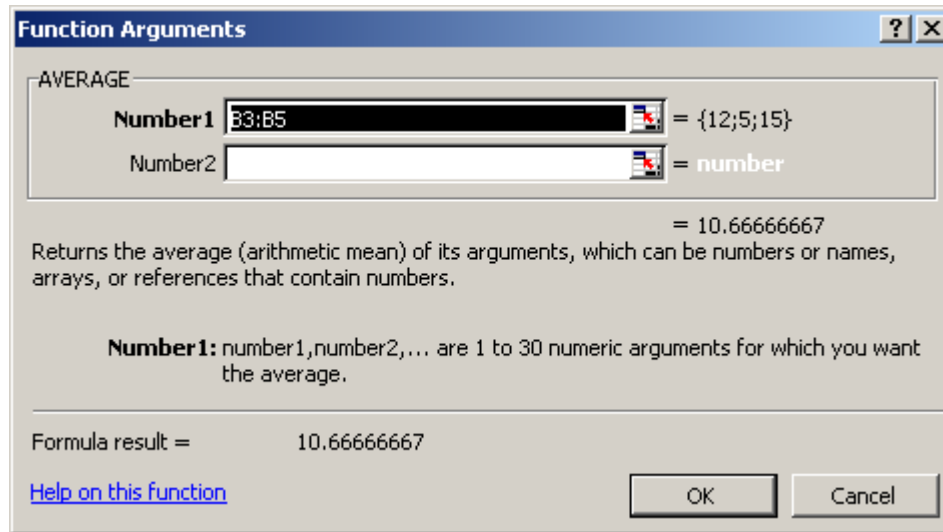 Function Arguments
AVERAGE
Number1 B3:B5 = {12;5;15}
Number2 = number
= 10.66666667
Returns the average (arithmetic mean) of its arguments, which can be numbers or names,
arrays, or references that contain numbers.
Number1: number1,number2,... are 1 to 30 numeric arguments for which you want
the average.
Formula result = 10.66666667
Help on this function
OK Cancel